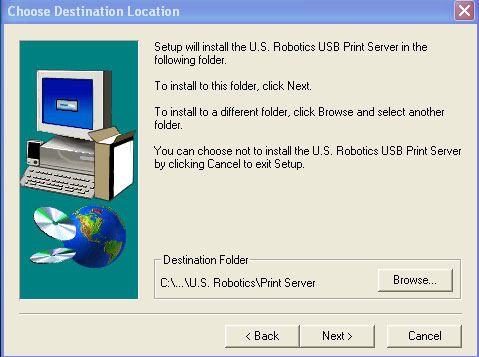 Choose Destination Location
Setup will install the U.S. Robotics USB Print Server in the
following folder.
To install to this folder, click Next.
To install to a different folder, click Browse and select another
folder.
You can choose not to install the U.S. Robotics USB Print Server
by clicking Cancel to exit Setup.
Destination Folder
C:\...\U.S. Robotics\Print Server
Browse...
< Back
Next >
Cancel